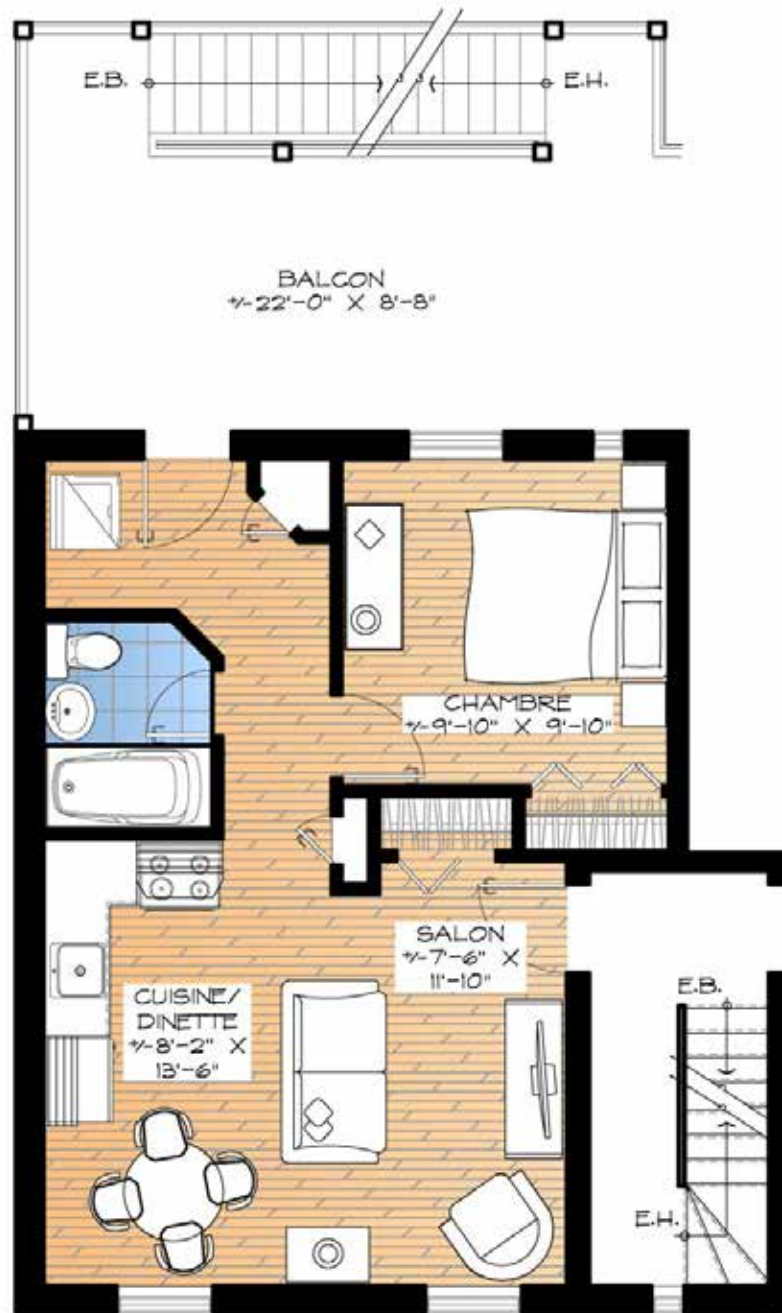 E.B.
E.H.
BALCON
+/-22'-0" X 8'-8"
CHAMBRE
+/-9'-10" X 9'-10"
SALON
+/-7'-6" X
11'-10"
E.B.
CUISINE/
DINETTE
+/-8'-2" X
13'-6"
E.H.